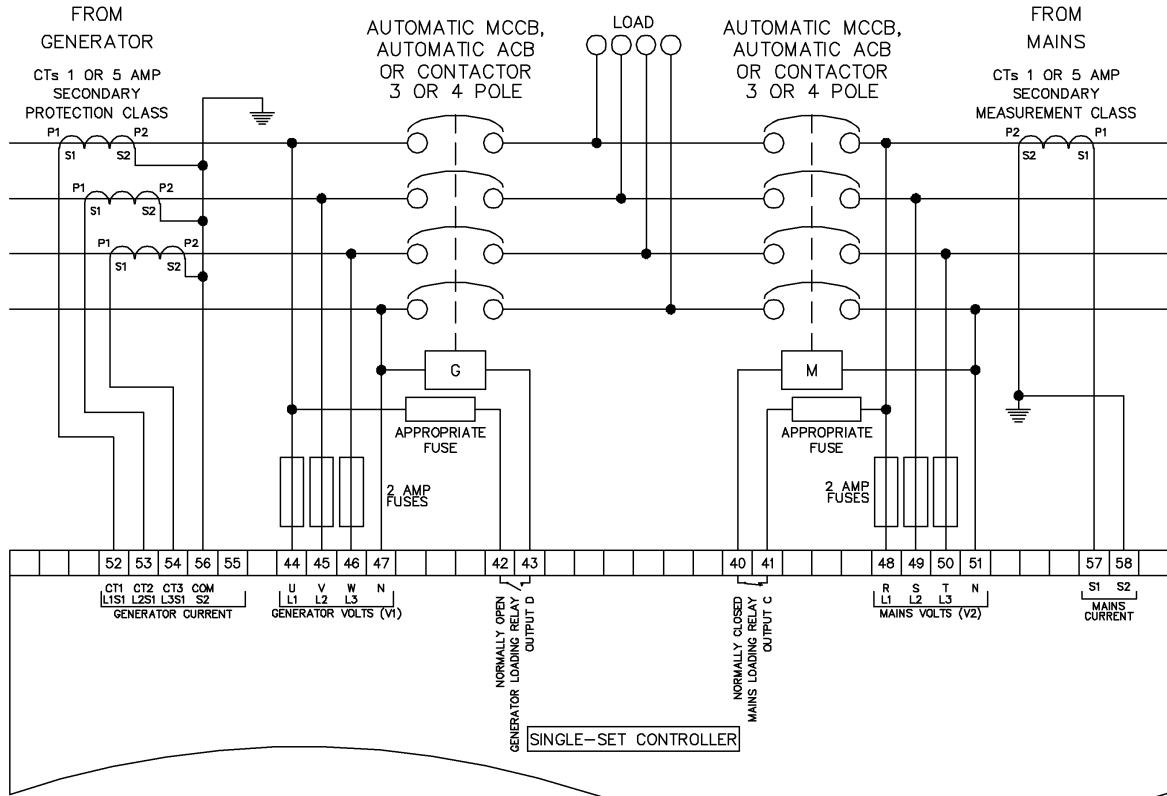 FROM
GENERATOR
CTs 1 OR 5 AMP
SECONDARY
PROTECTION CLASS
AUTOMATIC MCCB,
AUTOMATIC ACB
OR CONTACTOR
3 OR 4 POLE
LOAD
AUTOMATIC MCCB,
AUTOMATIC ACB
OR CONTACTOR
3 OR 4 POLE
FROM
MAINS
CTs 1 OR 5 AMP
SECONDARY
MEASUREMENT CLASS
P1 P2
S1 S2
P1 P2
S1 S2
P1 P2
S1 S2
P2 P1
S2 S1
G
M
APPROPRIATE
FUSE
APPROPRIATE
FUSE
2 AMP
FUSES
2 AMP
FUSES
52 53 54 56 55 44 45 46 47 42 43 40 41 48 49 50 51 57 58
CT1 CT2 CT3 COM
L1S1 L2S1 L3S1 S2
GENERATOR CURRENT
U V W N
L1 L2 L3
GENERATOR VOLTS (V1)
NORMALLY OPEN
GENERATOR LOADING RELAY
OUTPUT D
NORMALLY CLOSED
MAINS LOADING RELAY
OUTPUT C
R S T N
L1 L2 L3
MAINS VOLTS (V2)
S1 S2
MAINS
CURRENT
SINGLE-SET CONTROLLER